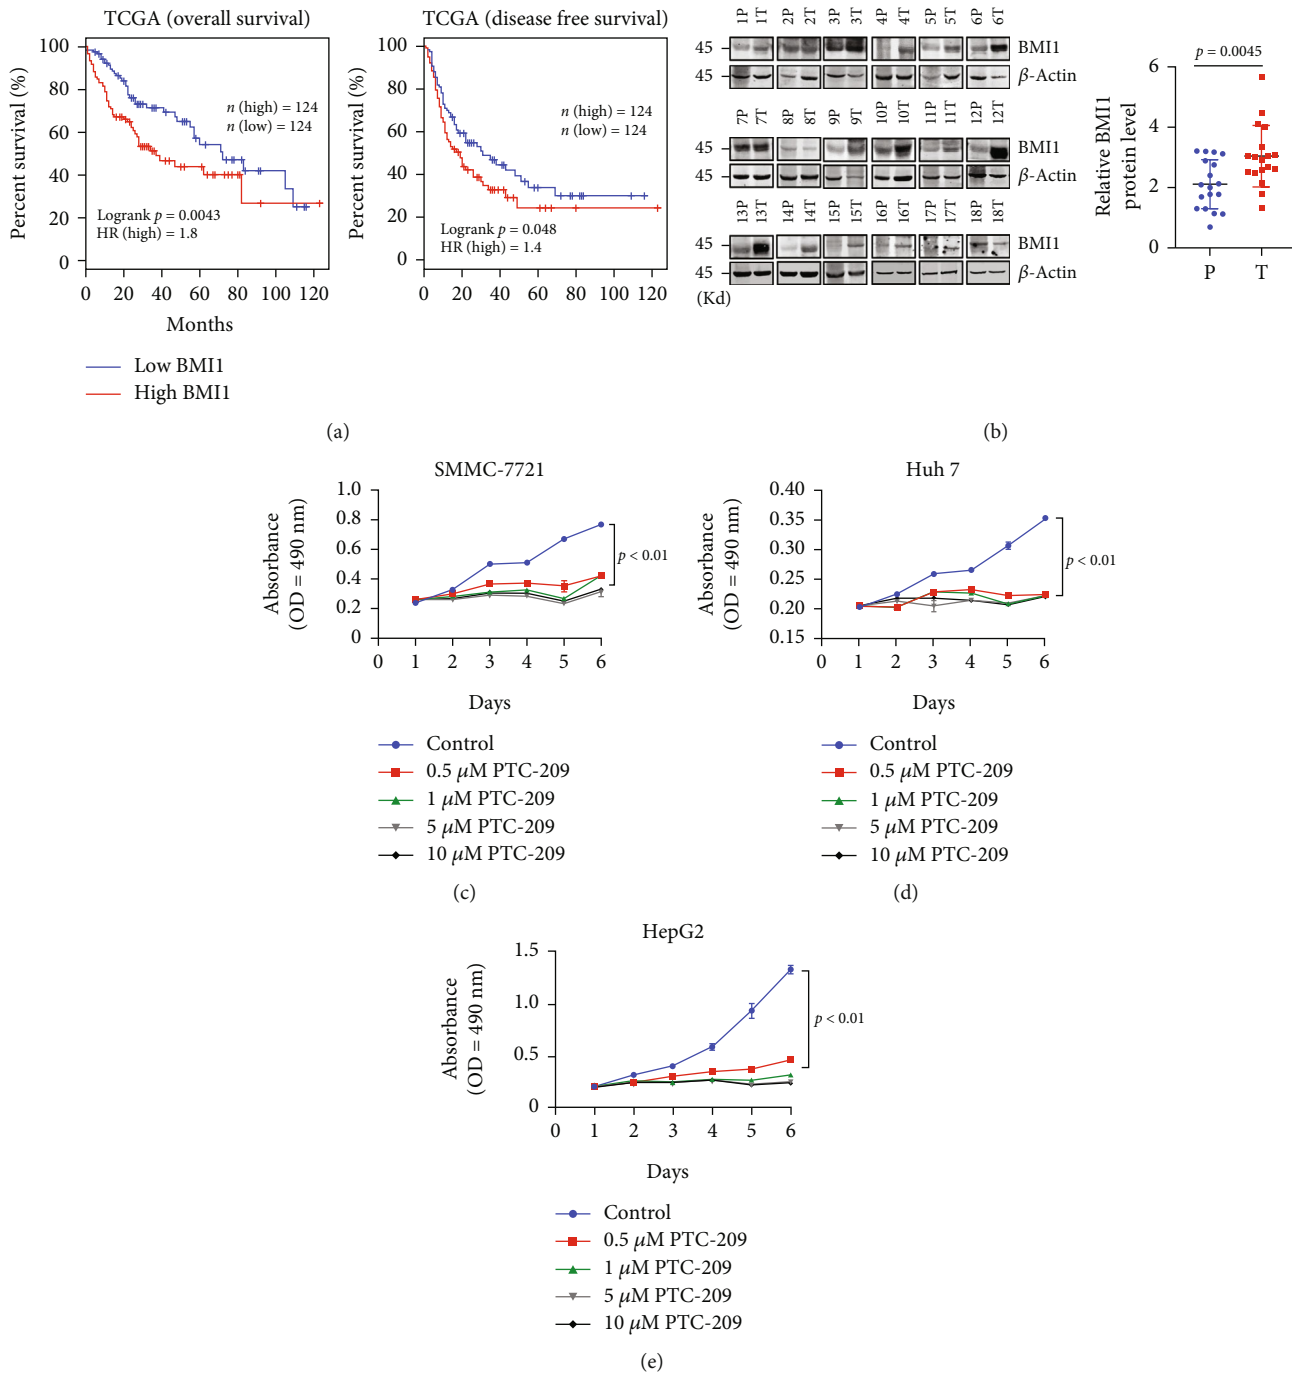 TCGA (overall survival)
Percent survival (%)
100
80
60
40
20
0
n (high) = 124
n (low) = 124
Logrank p = 0.0043
HR (high) = 1.8
0 20 40 60 80 100 120
Months
Low BMI1
High BMI1
TCGA (disease free survival)
Percent survival (%)
100
80
60
40
20
0
n (high) = 124
n (low) = 124
Logrank p = 0.048
HR (high) = 1.4
0 20 40 60 80 100 120
(a)
1P 1T 2P 2T 3P 3T 4P 4T 5P 5T 6P 6T
45 BMI1
45 β-Actin
7P 7T 8P 8T 9P 9T 10P 10T 11P 11T 12P 12T
45 BMI1
45 β-Actin
13P 13T 14P 14T 15P 15T 16P 16T 17P 17T 18P 18T
45 BMI1
45 β-Actin
(Kd)
p = 0.0045
Relative BMI1
protein level
6
4
2
0
P T
(b)
SMMC-7721
Absorbance
(OD = 490 nm)
1.0
0.8
0.6
0.4
0.2
0
p < 0.01
0 1 2 3 4 5 6
Days
Control
0.5 μM PTC-209
1 μM PTC-209
5 μM PTC-209
10 μM PTC-209
(c)
Huh 7
Absorbance
(OD = 490 nm)
0.40
0.35
0.30
0.25
0.20
0.15
p < 0.01
0 1 2 3 4 5 6
Days
Control
0.5 μM PTC-209
1 μM PTC-209
5 μM PTC-209
10 μM PTC-209
(d)
HepG2
Absorbance
(OD = 490 nm)
1.5
1.0
0.5
0
p < 0.01
0 1 2 3 4 5 6
Days
Control
0.5 μM PTC-209
1 μM PTC-209
5 μM PTC-209
10 μM PTC-209
(e)